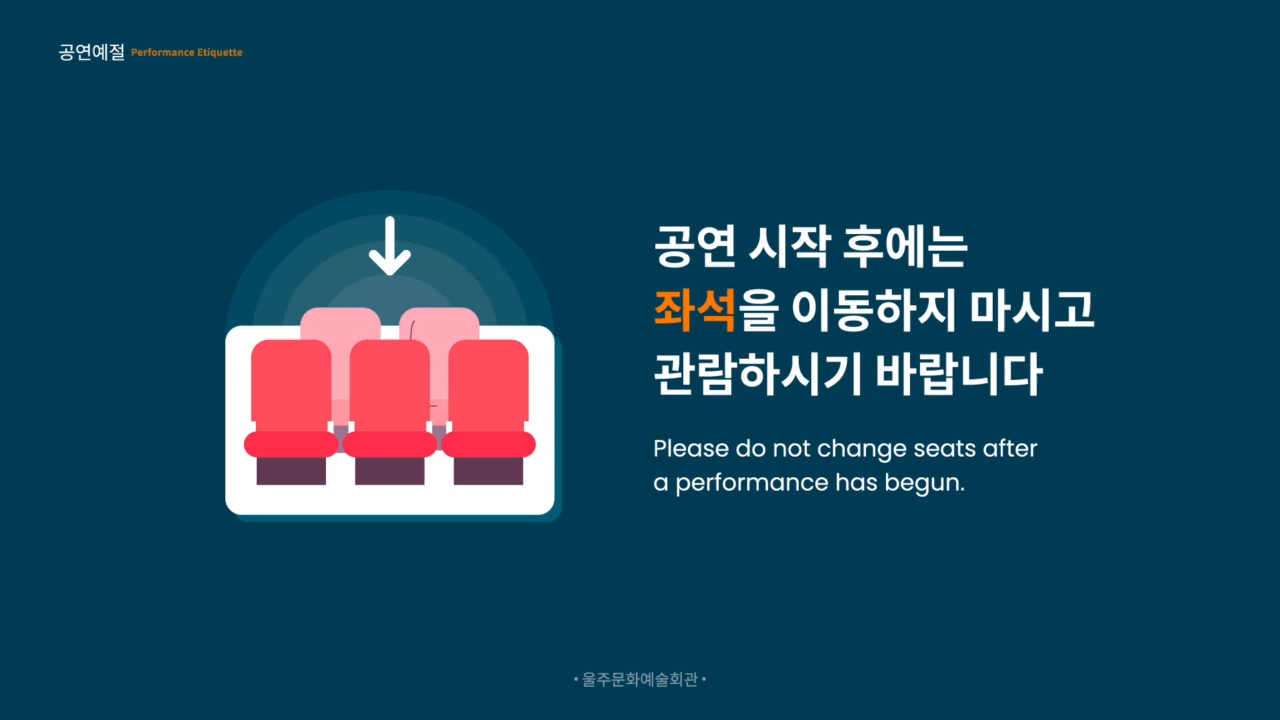 공연예절 Performance Etiquette
공연 시작 후에는
좌석을 이동하지 마시고
관람하시기 바랍니다
Please do not change seats after
a performance has begun.
• 울주문화예술회관 •